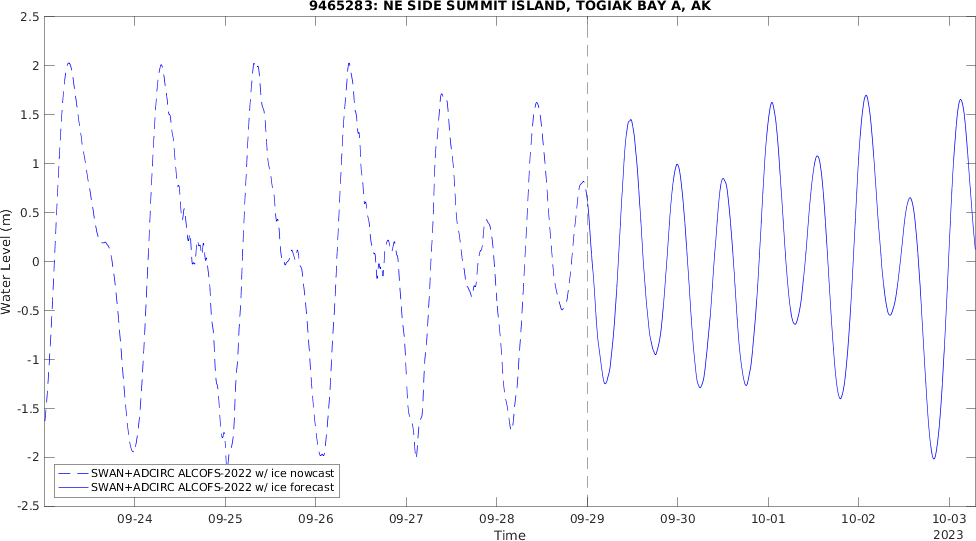 9465283: NE SIDE SUMMIT ISLAND, TOGIAK BAY A, AK
2.5
2
1.5
1
0.5
0
-0.5
-1
-1.5
-2
-2.5
Water Level (m)
SWAN+ADCIRC ALCOFS-2022 w/ ice nowcast
SWAN+ADCIRC ALCOFS-2022 w/ ice forecast
09-24 09-25 09-26 09-27 09-28 09-29 09-30 10-01 10-02 10-03
2023
Time